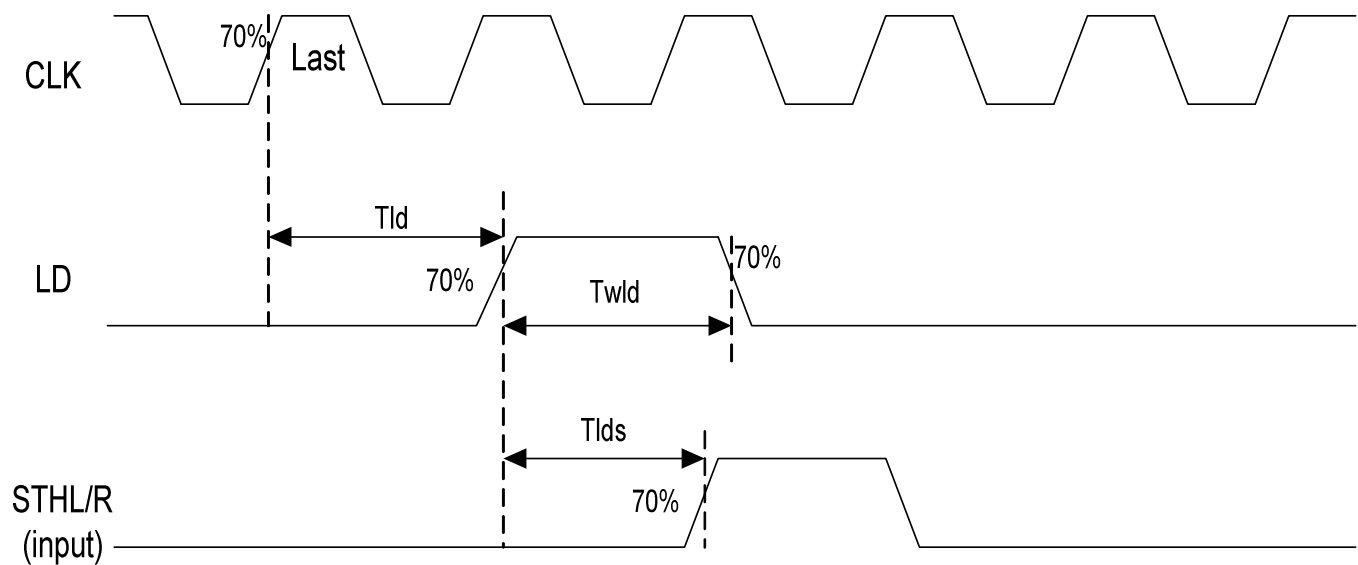 70%
Last
CLK
Tld
70%
70%
LD
Twld
Tlds
70%
STHL/R
(input)